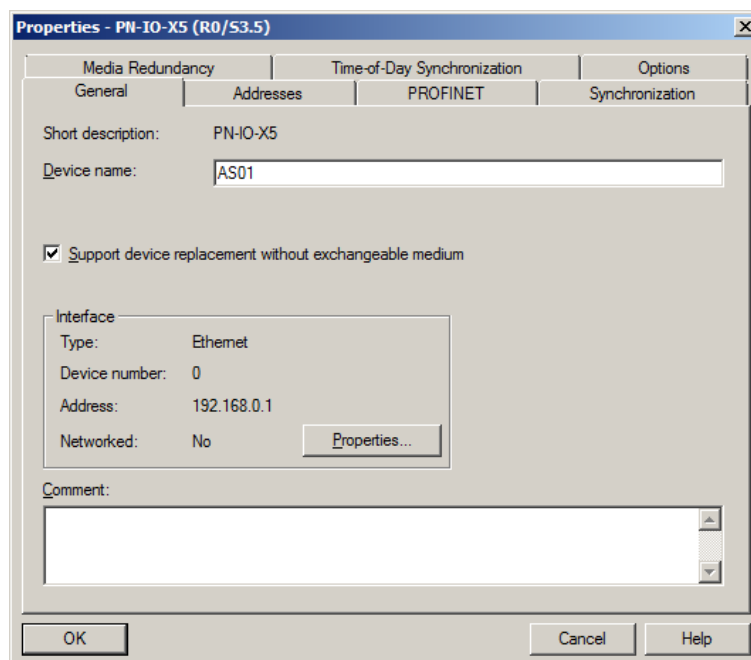 Properties - PN-IO-X5 (R0/S3.5)
Media Redundancy Time-of-Day Synchronization Options
General Addresses PROFINET Synchronization
Short description: PN-IO-X5
Device name: AS01
Support device replacement without exchangeable medium
Interface
Type: Ethernet
Device number: 0
Address: 192.168.0.1
Networked: No Properties...
Comment:
OK Cancel Help